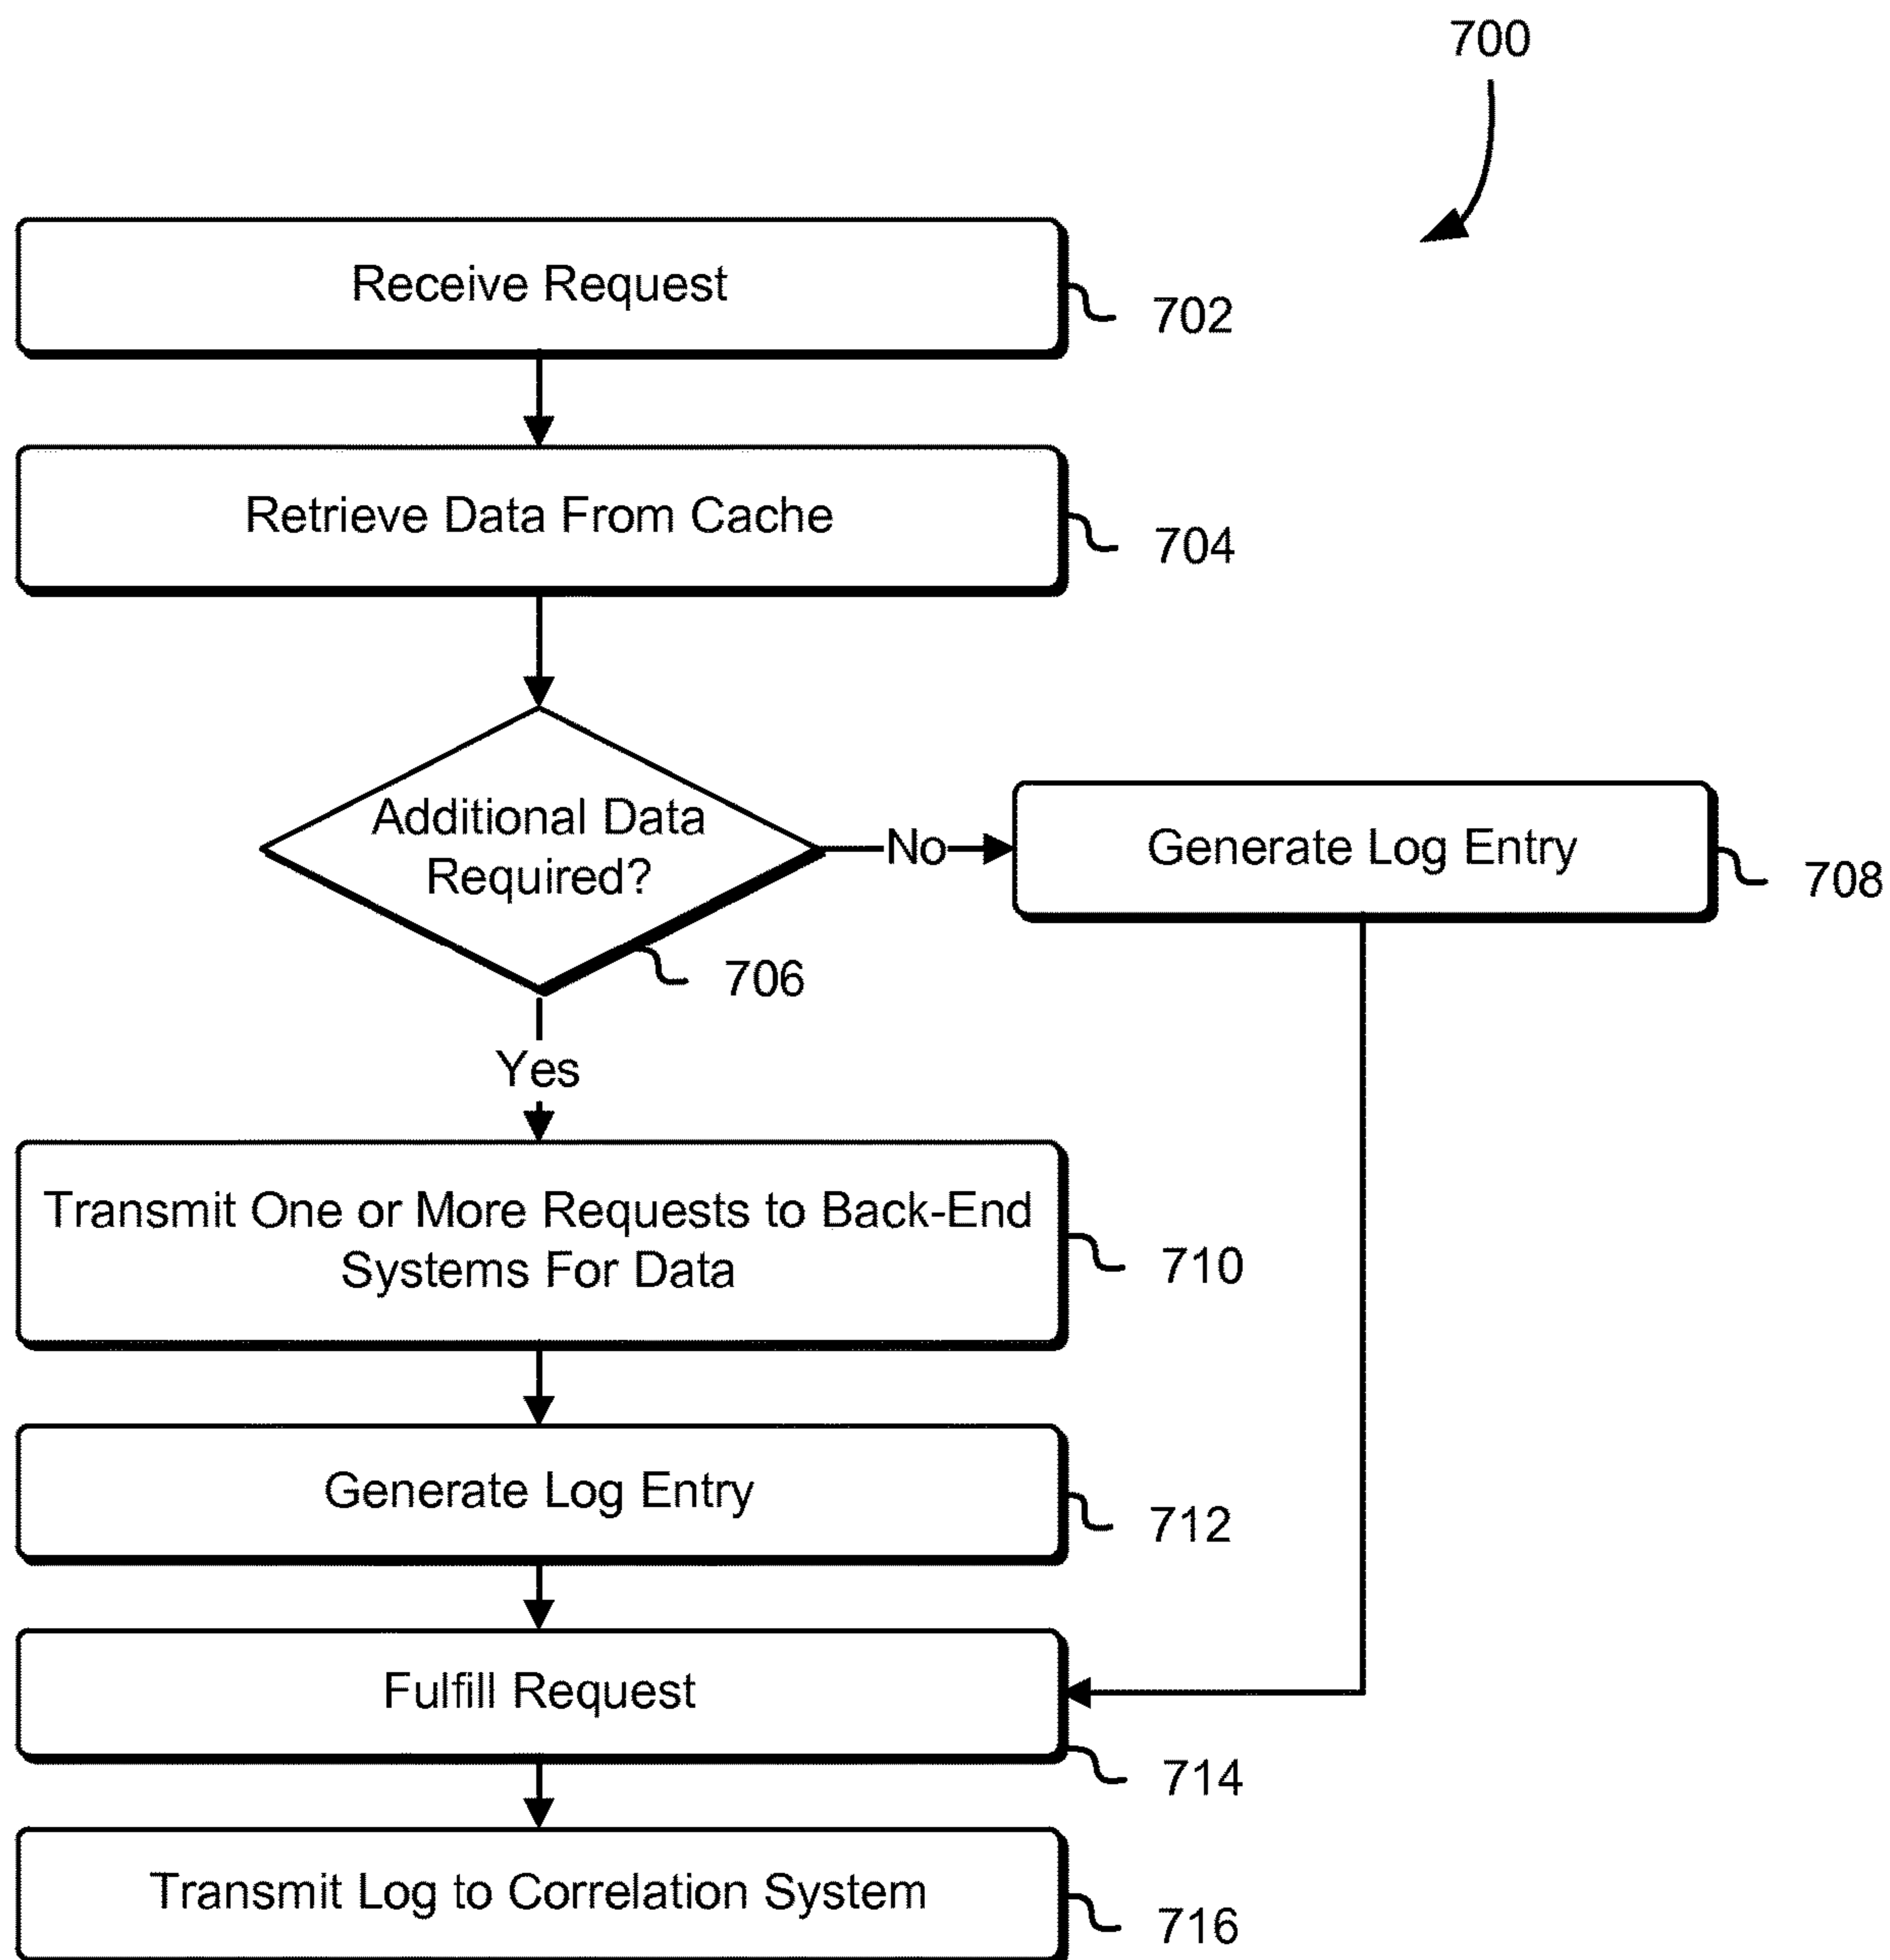 700
Receive Request
702
Retrieve Data From Cache
704
Additional Data
Required?
706
No
Generate Log Entry
708
Yes
Transmit One or More Requests to Back-End
Systems For Data
710
Generate Log Entry
712
Fulfill Request
714
Transmit Log to Correlation System
716